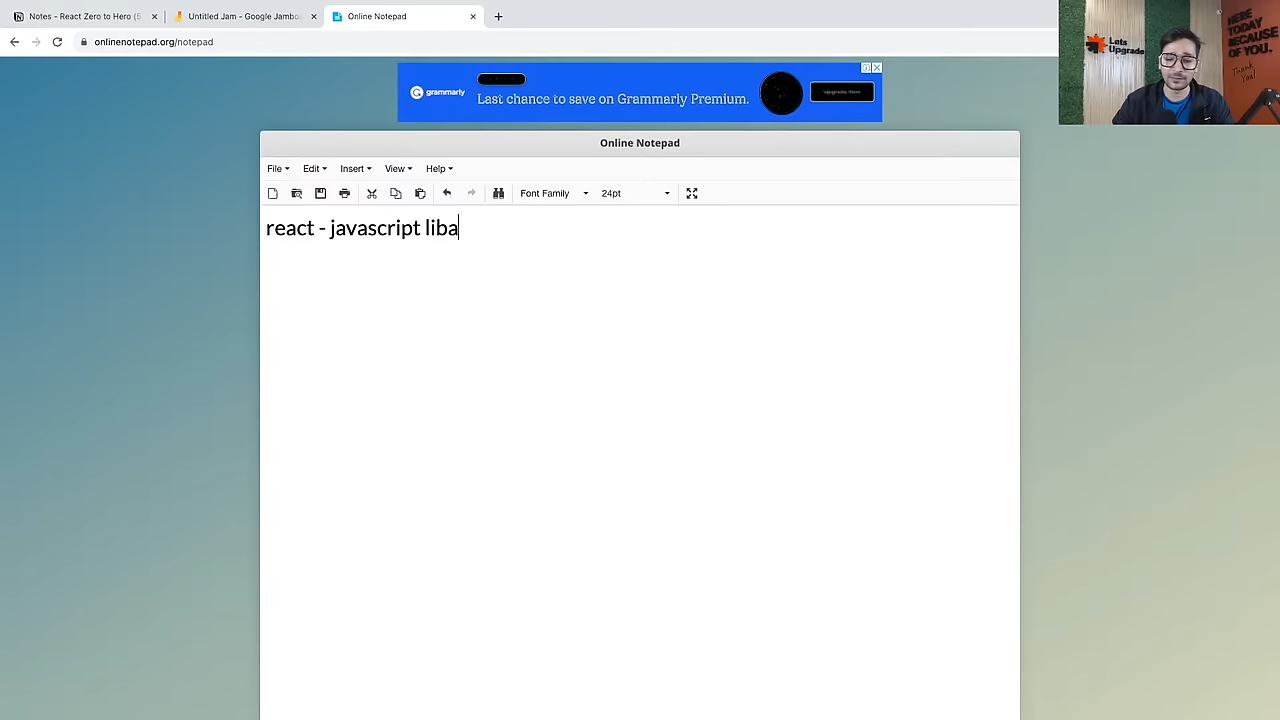 Notes - React Zero to Hero (
Untitled Jam - Google Jambo
Online Notepad
onlinenotepad.org/notepad
grammarly
Last chance to save on Grammarly Premium.
Lets
Upgrade
HERE
TODAY
BECAUSE
OF YOU.
Thank
You!
Online Notepad
File Edit Insert View Help
Font Family 24pt
react - javascript liba